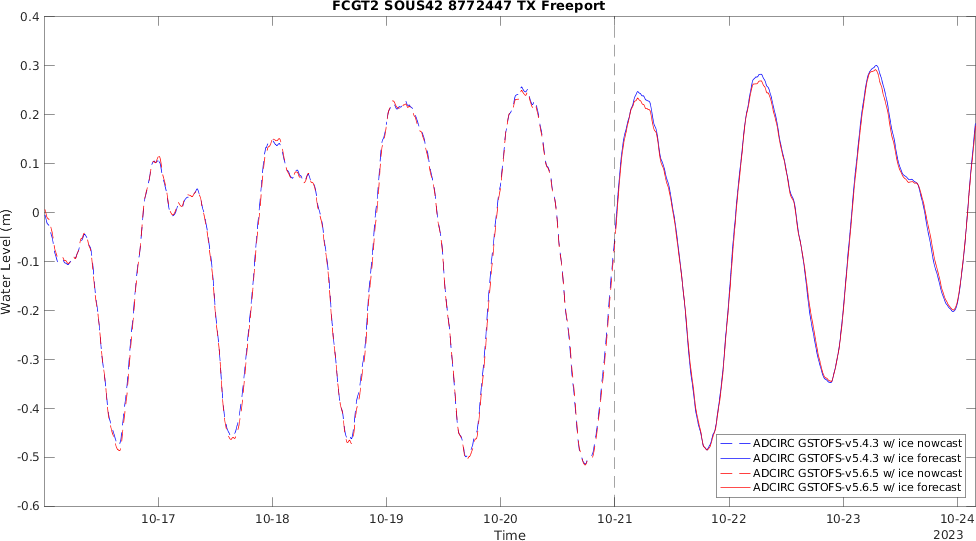 FCGT2 SOUS42 8772447 TX Freeport
0.4
0.3
0.2
0.1
0
-0.1
-0.2
-0.3
-0.4
-0.5
-0.6
Water Level (m)
ADCIRC GSTOFS-v5.4.3 w/ ice nowcast
ADCIRC GSTOFS-v5.4.3 w/ ice forecast
ADCIRC GSTOFS-v5.6.5 w/ ice nowcast
ADCIRC GSTOFS-v5.6.5 w/ ice forecast
10-17 10-18 10-19 10-20 10-21 10-22 10-23 10-24
Time 2023